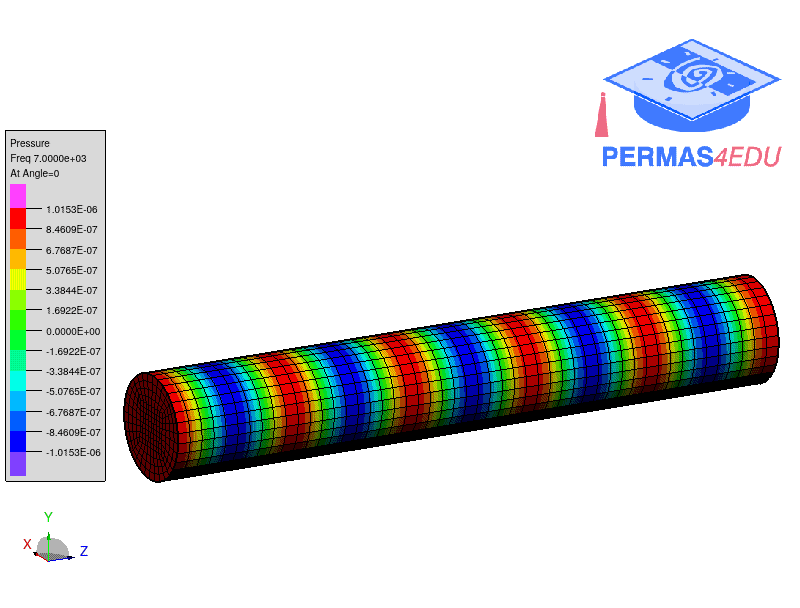 PERMAS4EDU
Pressure
Freq 7.0000e+03
At Angle=0
1.0153E-06
8.4609E-07
6.7687E-07
5.0765E-07
3.3844E-07
1.6922E-07
0.0000E+00
-1.6922E-07
-3.3844E-07
-5.0765E-07
-6.7687E-07
-8.4609E-07
-1.0153E-06
Y
X
Z